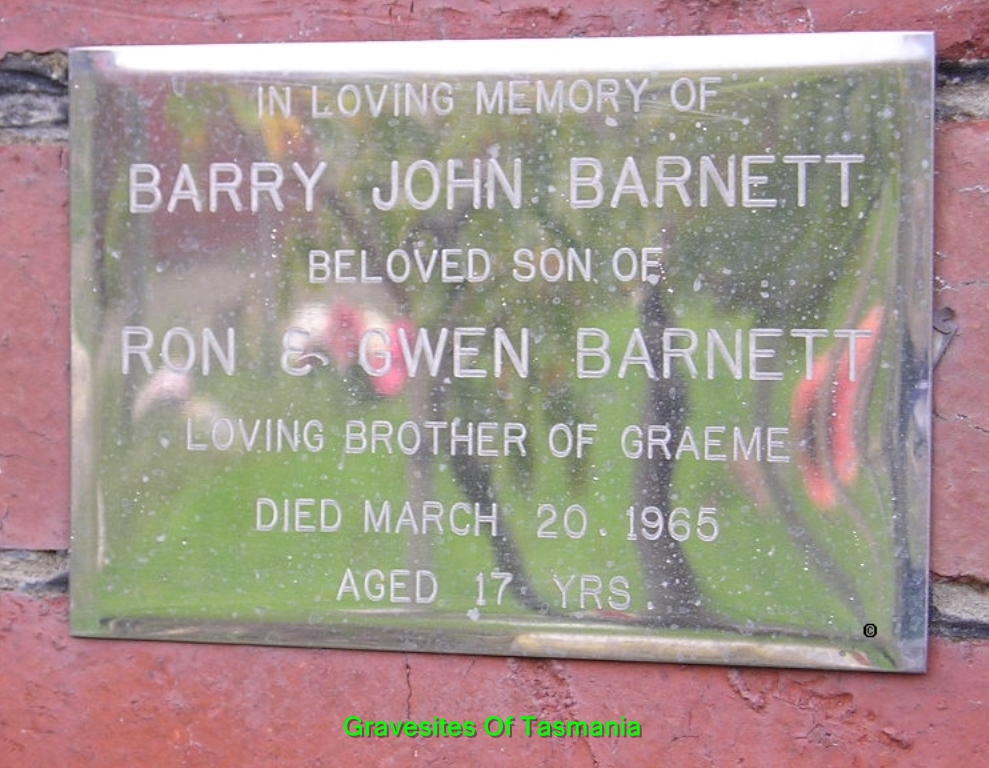 IN LOVING MEMORY OF
BARRY JOHN BARNETT
BELOVED SON OF
RON & GWEN BARNETT
LOVING BROTHER OF GRAEME
DIED MARCH 20. 1965
AGED 17 YRS.
©
Gravesites Of Tasmania